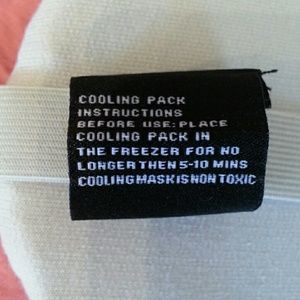 COOLING PACK
INSTRUCTIONS
BEFORE USE: PLACE
COOLING PACK IN
THE FREEZER FOR NO
LONGER THEN 5-10 MINS
COOLING MASK IS NON TOXIC